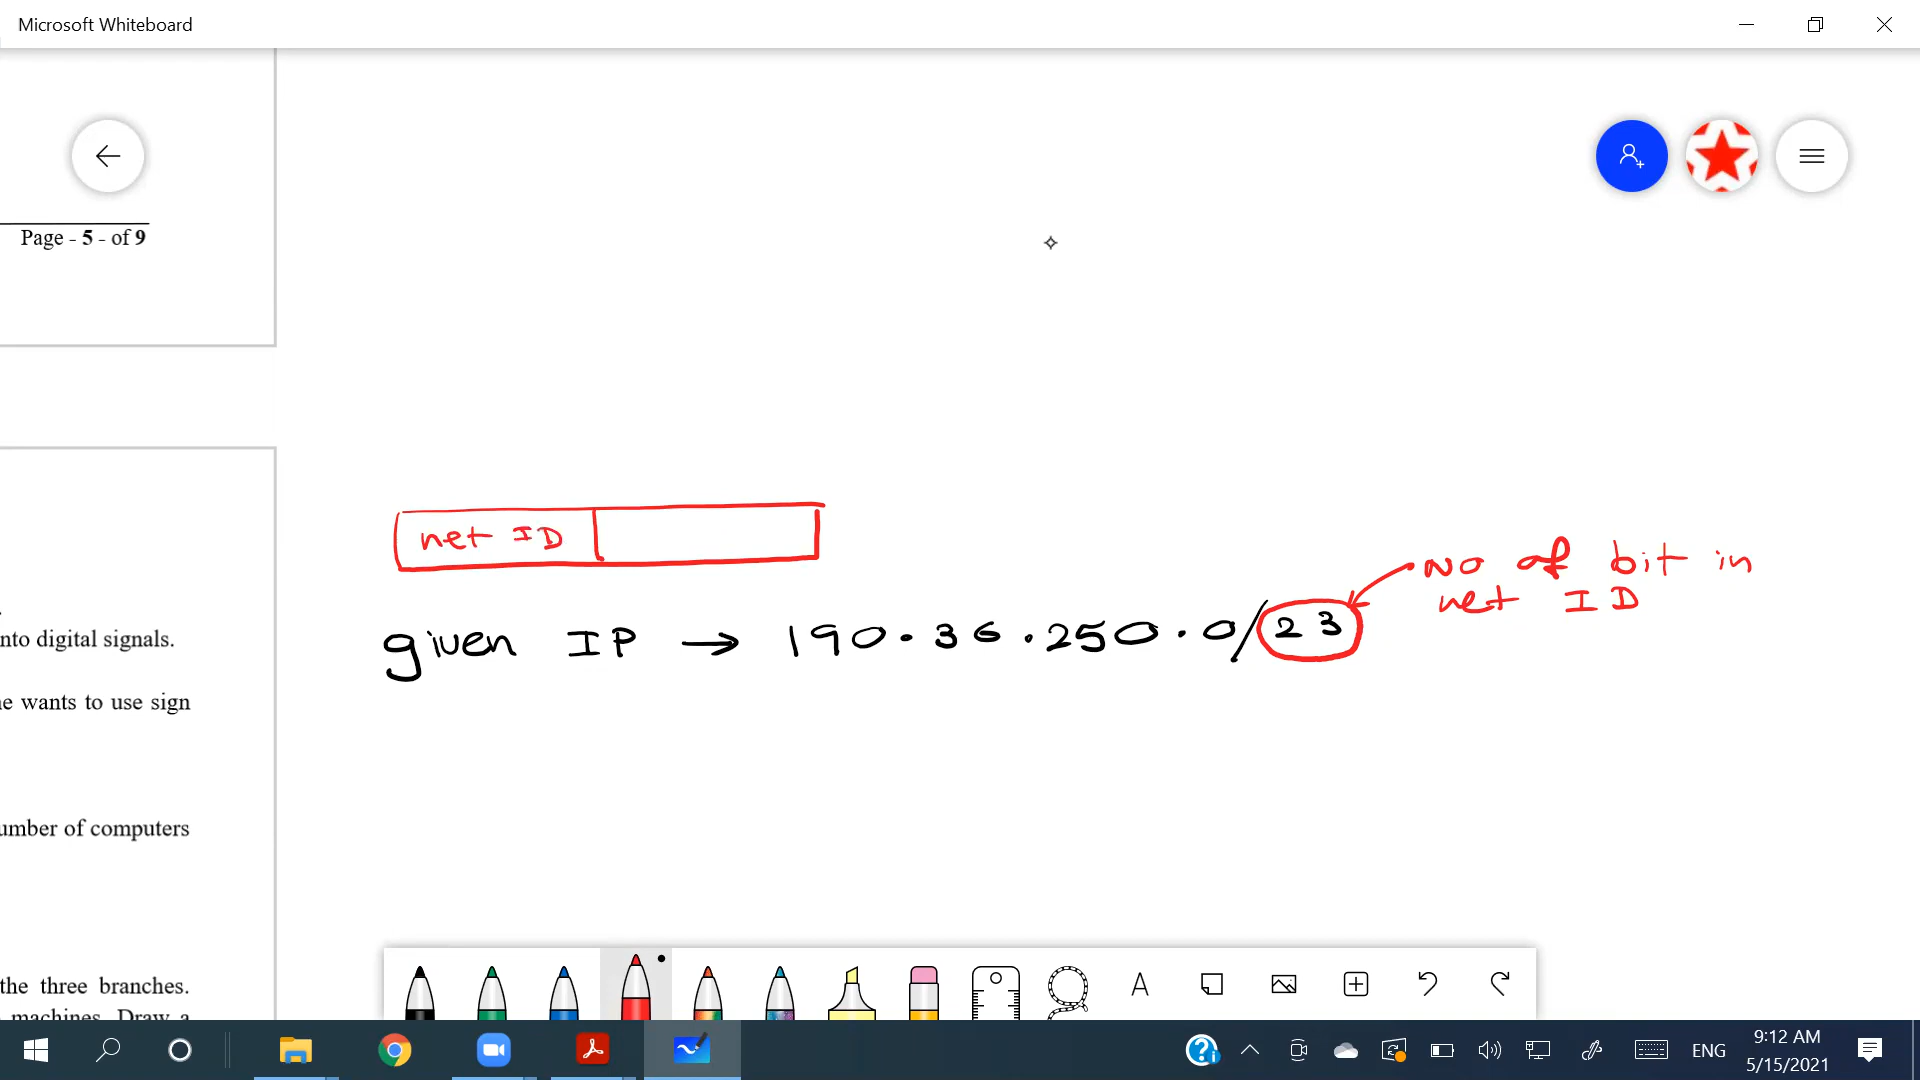 Microsoft Whiteboard
Page - 5 - of 9
net ID
No of bit in
net ID
given IP → 190.36.250.0/23
nto digital signals.
e wants to use sign
umber of computers
the three branches.
machines. Draw a
A
ENG
9:12 AM
5/15/2021